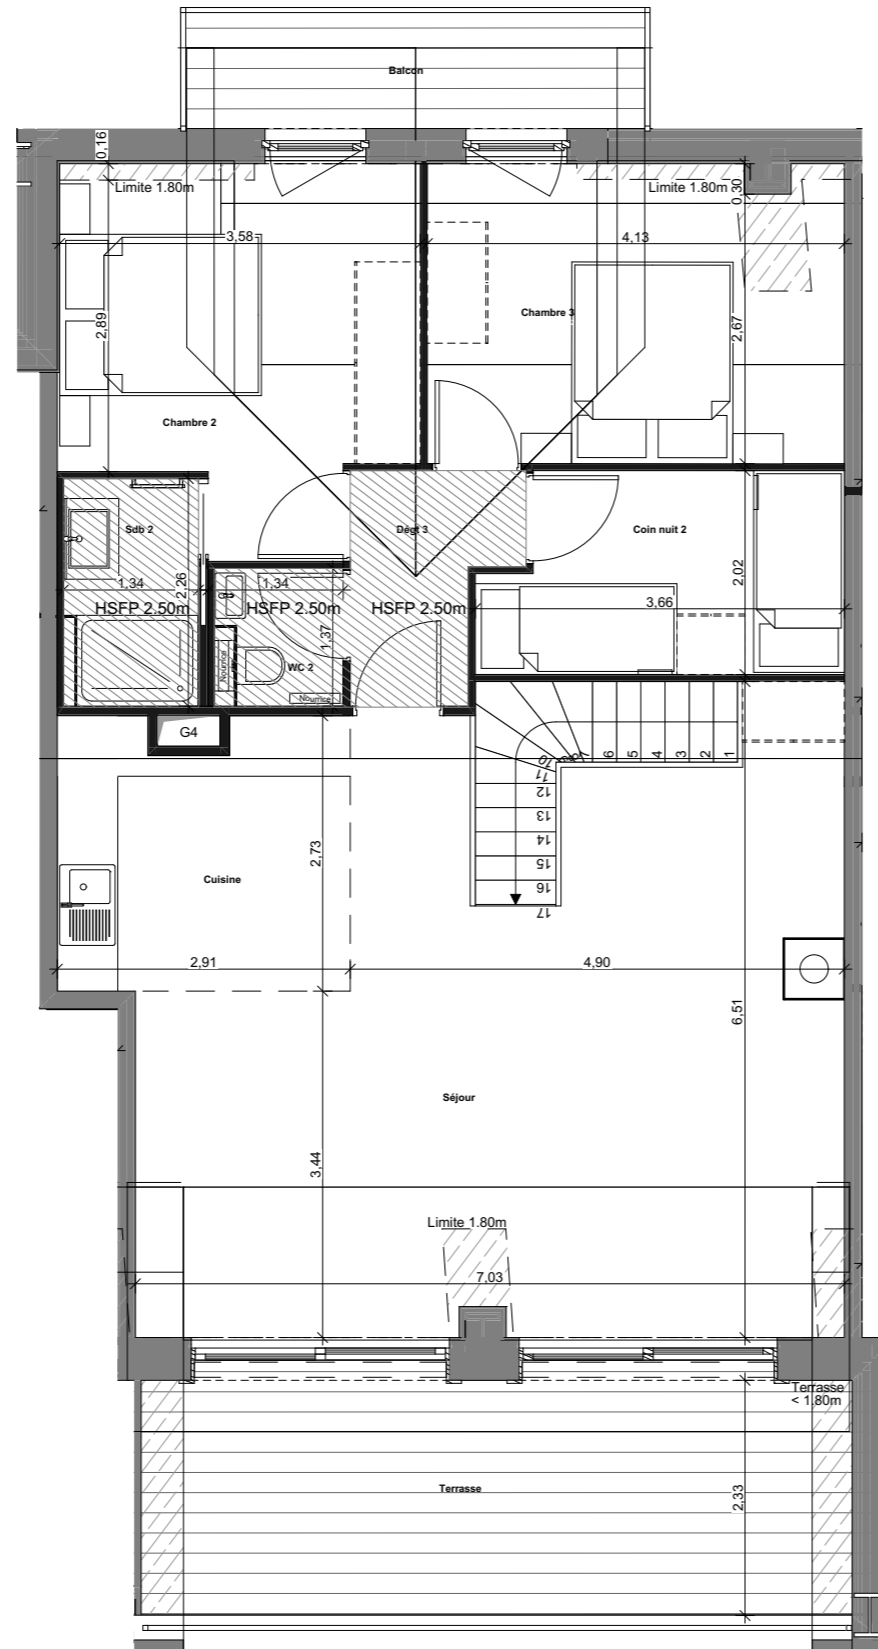 Balcon
0,16
Limite 1.80m
Limite 1.80m
0,30
3,58
4,13
2,89
Chambre 3
2,67
Chambre 2
Sdb 2
Dégt 3
Coin nuit 2
1,34
2,26
1,34
2,02
HSFP 2.50m
HSFP 2.50m
HSFP 2.50m
3,66
1,37
Nourrice
WC 2
Nourrice
G4
1
2
3
4
5
6
7
10
11
12
13
14
15
16
17
2,73
Cuisine
2,91
4,90
6,51
Séjour
3,44
Limite 1.80m
7,03
Terrasse
< 1.80m
Terrasse
2,33